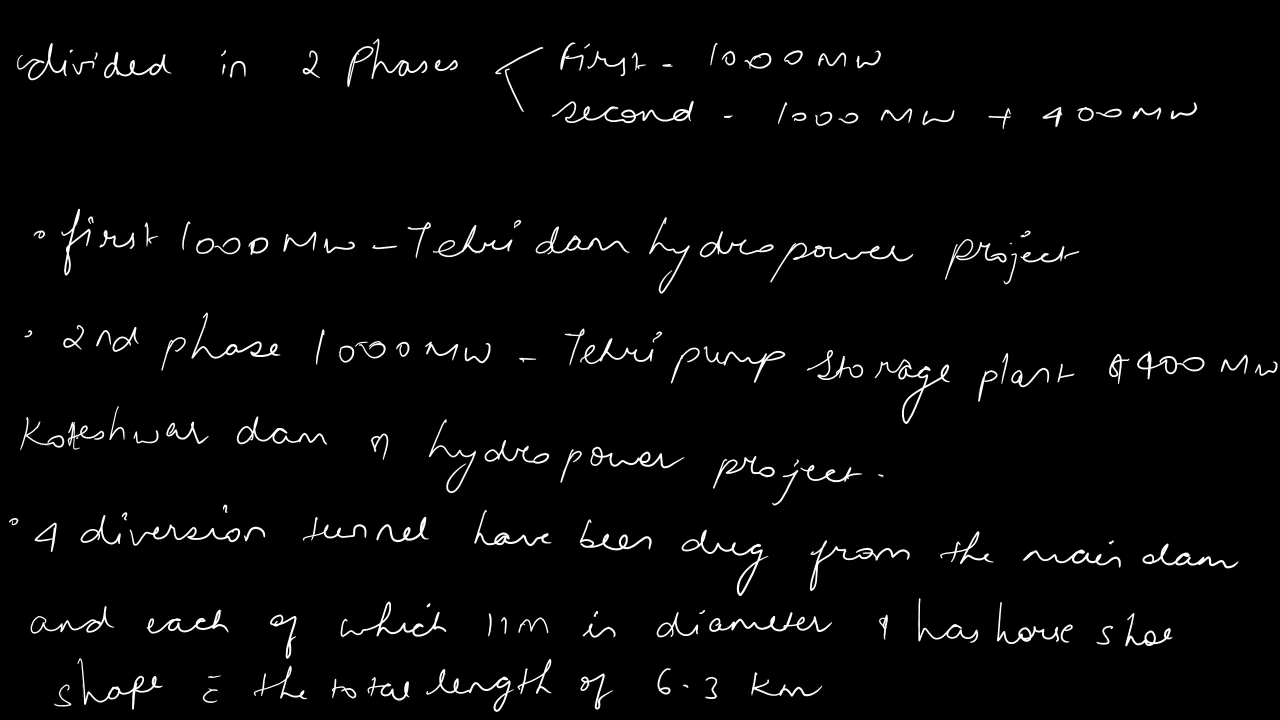 divided in 2 Phases < first - 1000 MW
second - 1000 MW + 400 MW
• first 1000 MW - Tehri dam hydropower project
• 2nd phase 1000 MW - Tehri pump storage plant & 400 MW
Koteshwar dam & hydropower project.
• 4 diversion tunnel have been dug from the main dam
and each of which 11m in diameter & has horse shoe
shape c̄ the total length of 6.3 km